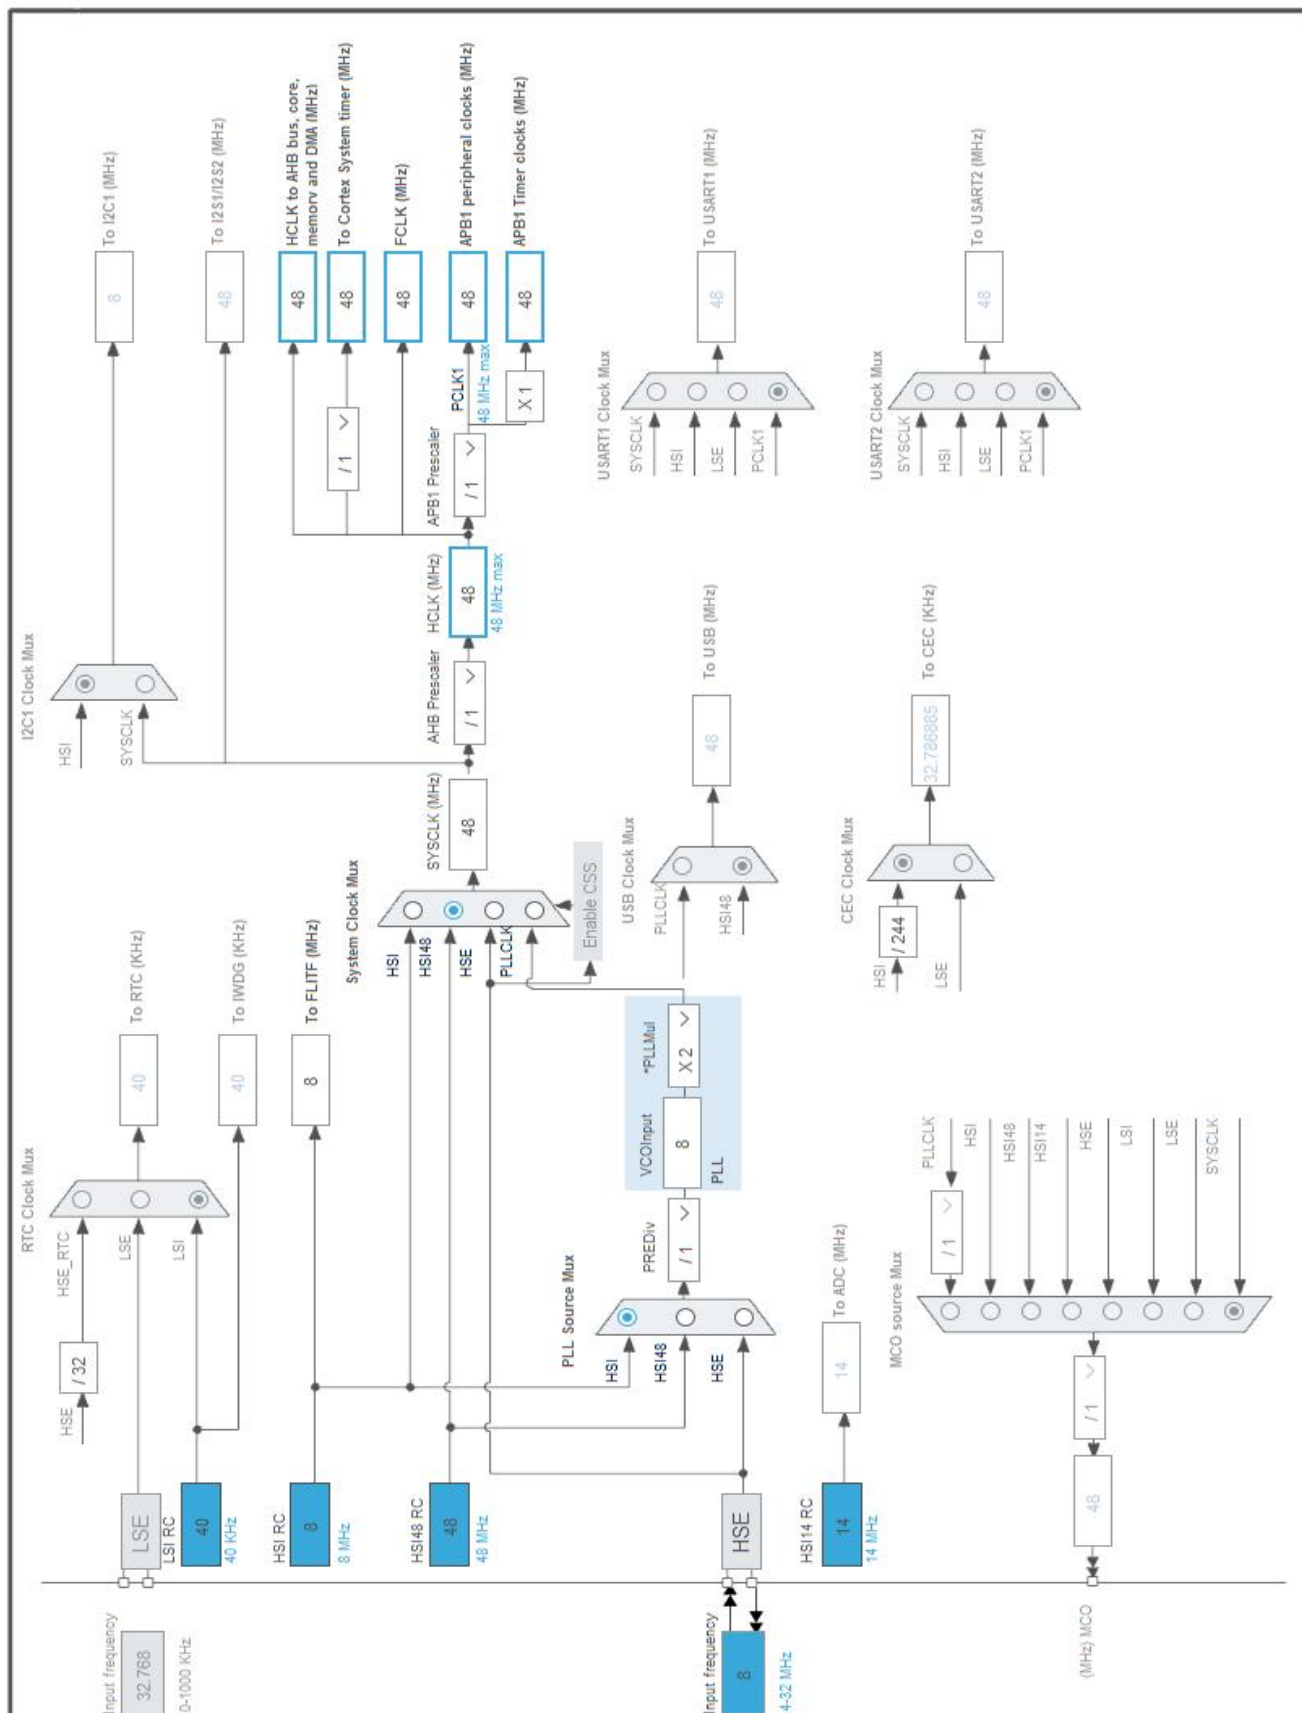 Input frequency
32.768
0-1000 KHz
LSE
LSI RC
40
40 KHz
HSE
/ 32
HSE_RTC
LSE
LSI
RTC Clock Mux
40
To RTC (KHz)
40
To IWDG (KHz)
HSI RC
8
8 MHz
8
To FLITF (MHz)
HSI48 RC
48
48 MHz
I2C1 Clock Mux
HSI
SYSCLK
8
To I2C1 (MHz)
48
To I2S1/I2S2 (MHz)
System Clock Mux
HSI
HSI48
HSE
PLLCLK
Enable CSS
SYSCLK (MHz)
48
AHB Prescaler
/ 1
HCLK (MHz)
48
48 MHz max
APB1 Prescaler
/ 1
PCLK1
48 MHz max
X 1
/ 1
48
HCLK to AHB bus, core,
memory and DMA (MHz)
48
To Cortex System timer (MHz)
48
FCLK (MHz)
48
APB1 peripheral clocks (MHz)
48
APB1 Timer clocks (MHz)
PLL Source Mux
HSI
HSI48
HSE
PREDiv
/ 1
VCOInput
8
*PLLMul
X 2
PLL
USB Clock Mux
PLLCLK
HSI48
48
To USB (MHz)
USART1 Clock Mux
SYSCLK
HSI
LSE
PCLK1
48
To USART1 (MHz)
Input frequency
8
4-32 MHz
HSE
HSI14 RC
14
14 MHz
14
To ADC (MHz)
CEC Clock Mux
HSI
/ 244
LSE
32.786885
To CEC (KHz)
USART2 Clock Mux
SYSCLK
HSI
LSE
PCLK1
48
To USART2 (MHz)
MCO source Mux
PLLCLK
/ 1
HSI
HSI48
HSI14
HSE
LSI
LSE
SYSCLK
/ 1
48
(MHz) MCO